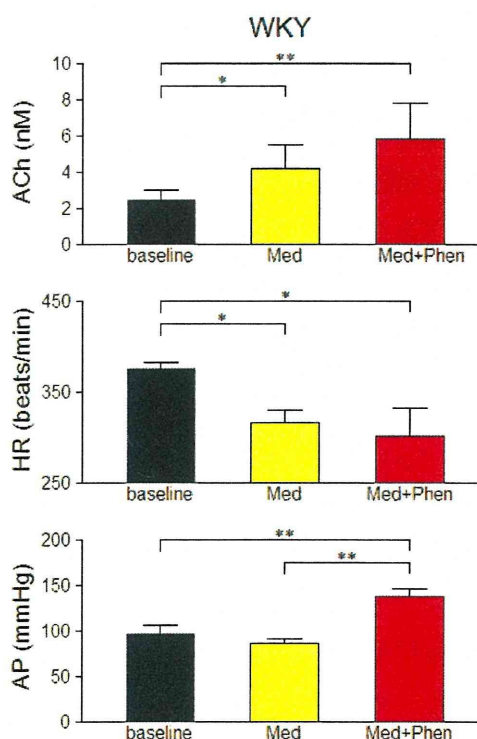 WKY
ACh (nM)
10
8
6
4
2
0
**
*
baseline Med Med+Phen
HR (beats/min)
450
350
250
*
*
baseline Med Med+Phen
AP (mmHg)
200
150
100
50
0
**
**
baseline Med Med+Phen